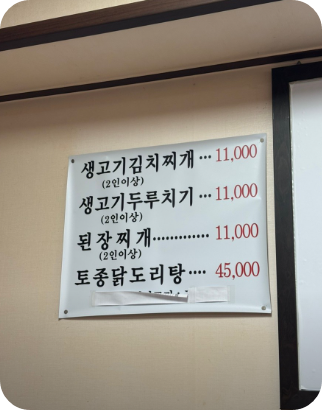 생고기김치찌개 ··· 11,000
(2인이상)
생고기두루치기 ··· 11,000
(2인이상)
된장찌개············· 11,000
(2인이상)
토종닭도리탕 ···· 45,000